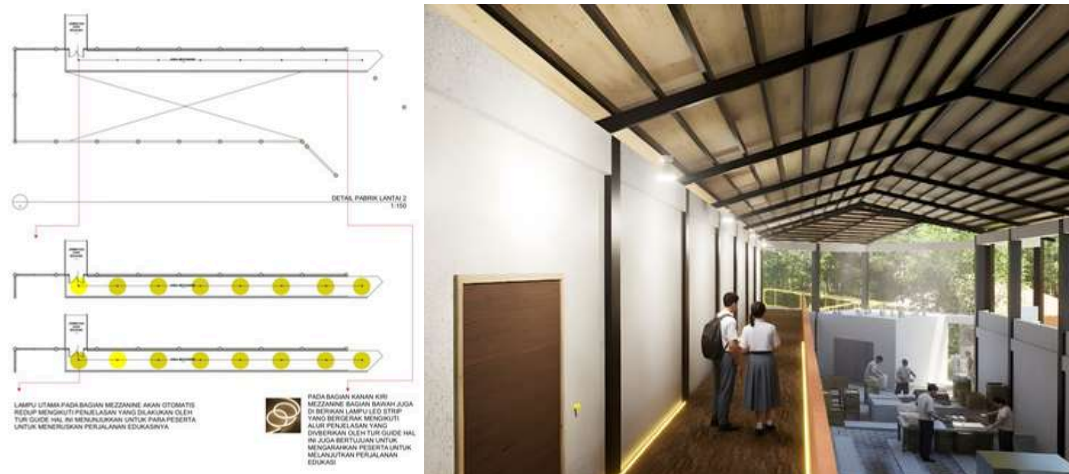 DETAIL PABRIK LANTAI 2
1:150
LAMPU UTAMA PADA BAGIAN MEZZANINE AKAN OTOMATIS
REDUP MENGIKUTI PENJELASAN YANG DILAKUKAN OLEH
TUR GUIDE HAL INI MENUNJUKKAN UNTUK PARA PESERTA
UNTUK MENERUSKAN PERJALANAN EDUKASINYA
PADA BAGIAN KANAN KIRI
MEZZANINE BAGIAN BAWAH JUGA
DI BERIKAN LAMPU LED STRIP
YANG BERGERAK MENGIKUTI
ALUR PENJELASAN YANG
DIVBERIKAN OLEH TUR GUIDE HAL
INI JUGA BERTUJUAN UNTUK
MENGARAHKAN PESERTA UNTUK
MELANJUTKAN PERJALANAN
EDUKASI